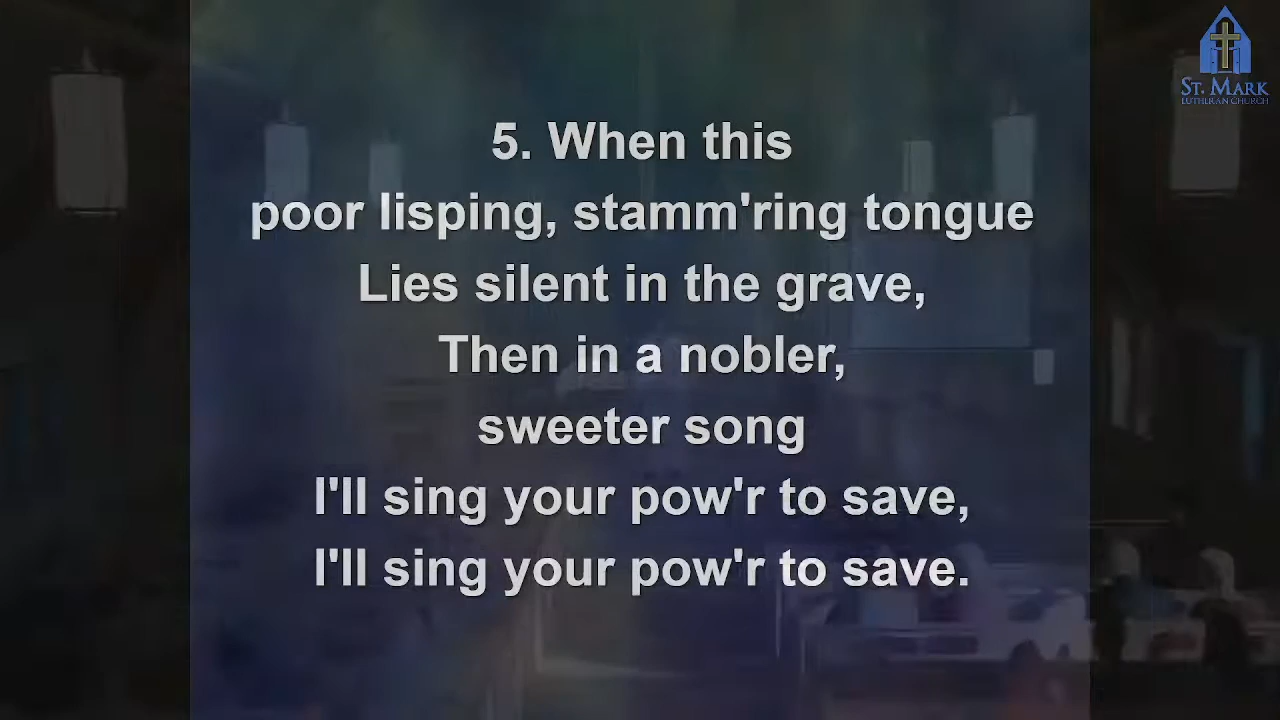 St. Mark
Lutheran Church
5. When this
poor lisping, stamm'ring tongue
Lies silent in the grave,
Then in a nobler,
sweeter song
I'll sing your pow'r to save,
I'll sing your pow'r to save.